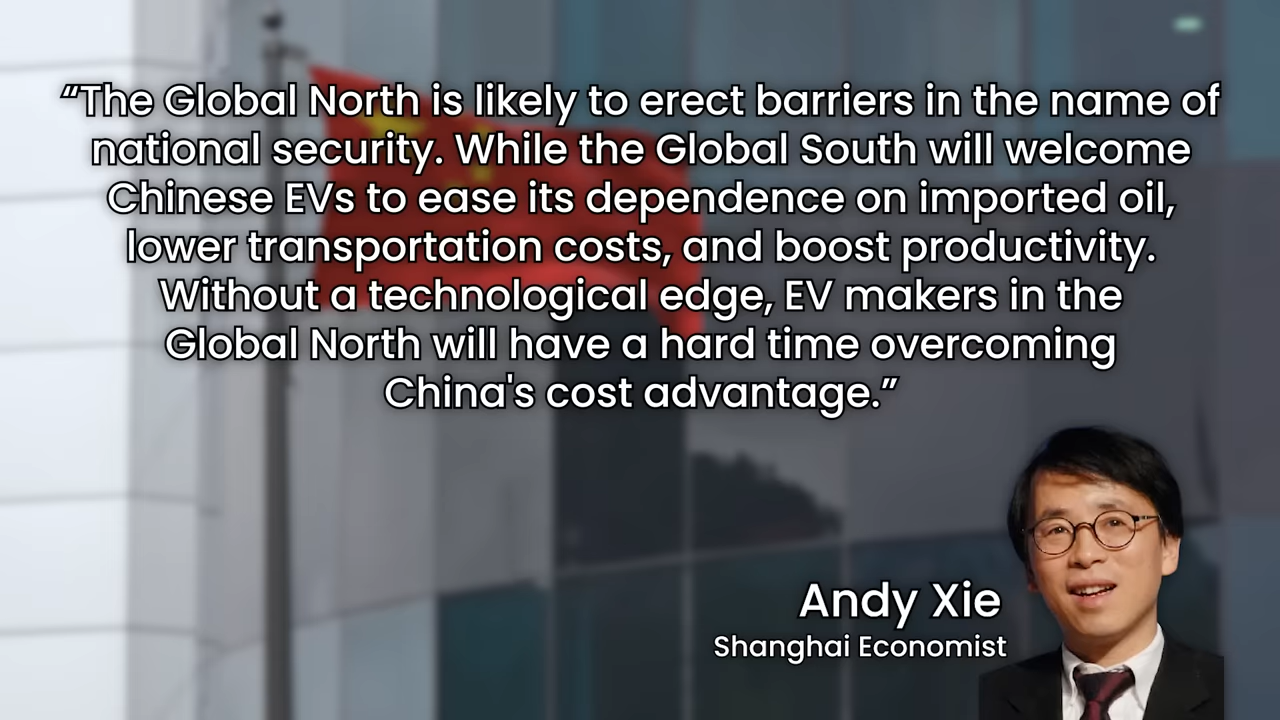 “The Global North is likely to erect barriers in the name of
national security. While the Global South will welcome
Chinese EVs to ease its dependence on imported oil,
lower transportation costs, and boost productivity.
Without a technological edge, EV makers in the
Global North will have a hard time overcoming
China's cost advantage.”
Andy Xie
Shanghai Economist